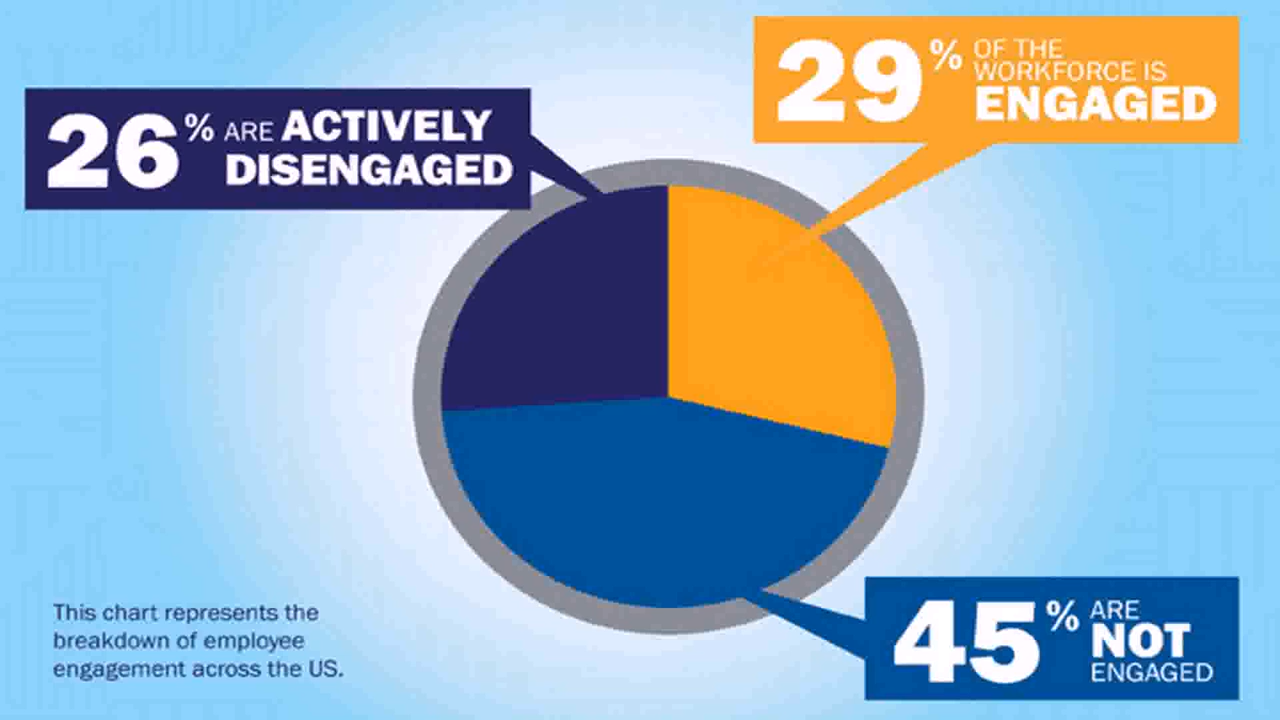 29% OF THE
WORKFORCE IS
ENGAGED
26% ARE ACTIVELY
DISENGAGED
This chart represents the
breakdown of employee
engagement across the US.
45% ARE
NOT
ENGAGED